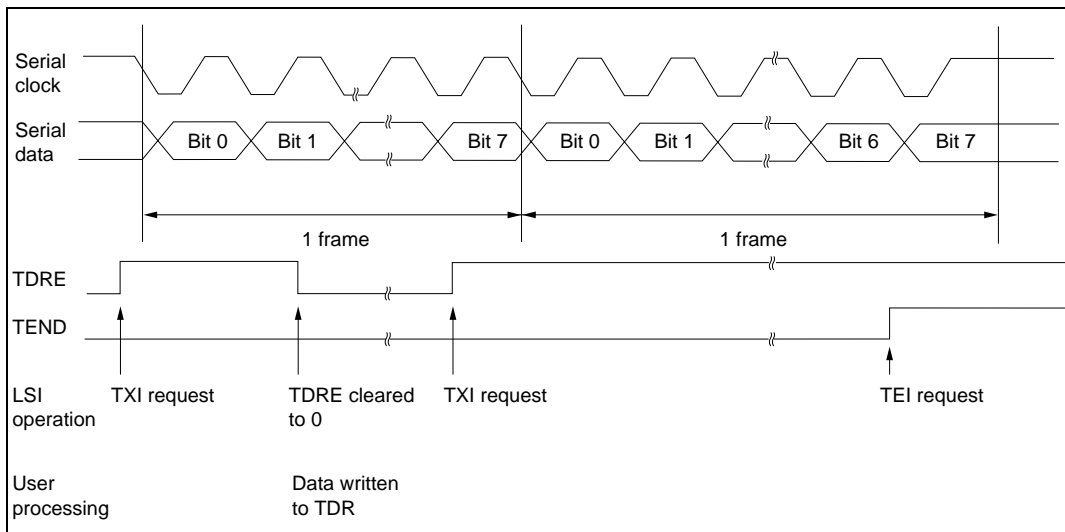 Serial
clock
Serial
data
Bit 0
Bit 1
Bit 7
Bit 0
Bit 1
Bit 6
Bit 7
1 frame
1 frame
TDRE
TEND
LSI
operation
TXI request
TDRE cleared
to 0
TXI request
TEI request
User
processing
Data written
to TDR